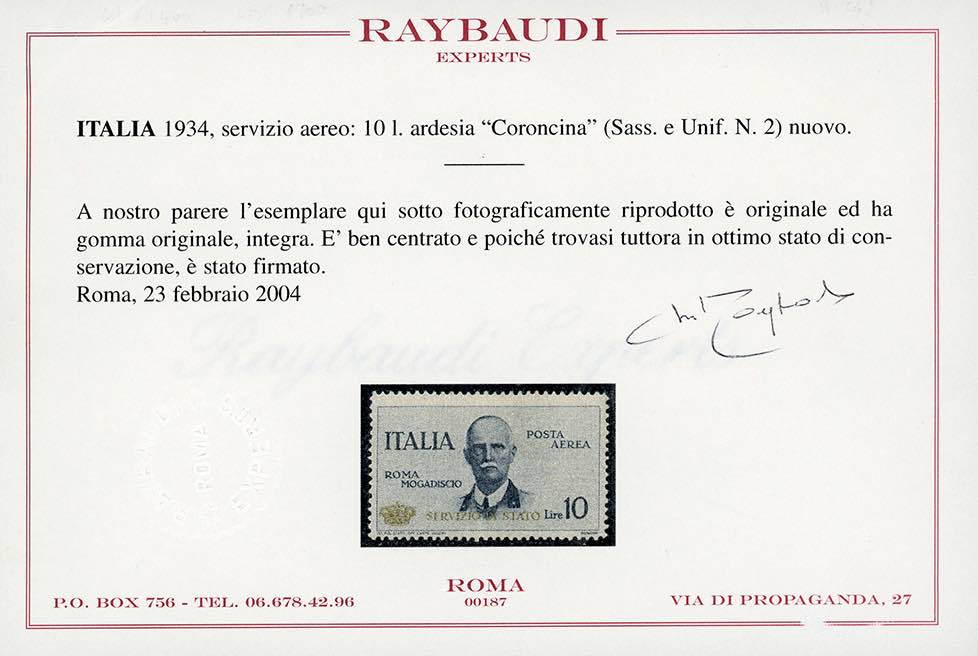 RAYBAUDI
EXPERTS
ITALIA 1934, servizio aereo: 10 l. ardesia “Coroncina” (Sass. e Unif. N. 2) nuovo.
A nostro parere l’esemplare qui sotto fotograficamente riprodotto è originale ed ha
gomma originale, integra. E’ ben centrato e poiché trovasi tuttora in ottimo stato di con-
servazione, è stato firmato.
Roma, 23 febbraio 2004
Raybaudi Experts
ITALIA
POSTA
AEREA
ROMA
MOGADISCIO
SERVIZIO DI STATO Lire 10
ROMA
00187
P.O. BOX 756 - TEL. 06.678.42.96
VIA DI PROPAGANDA, 27